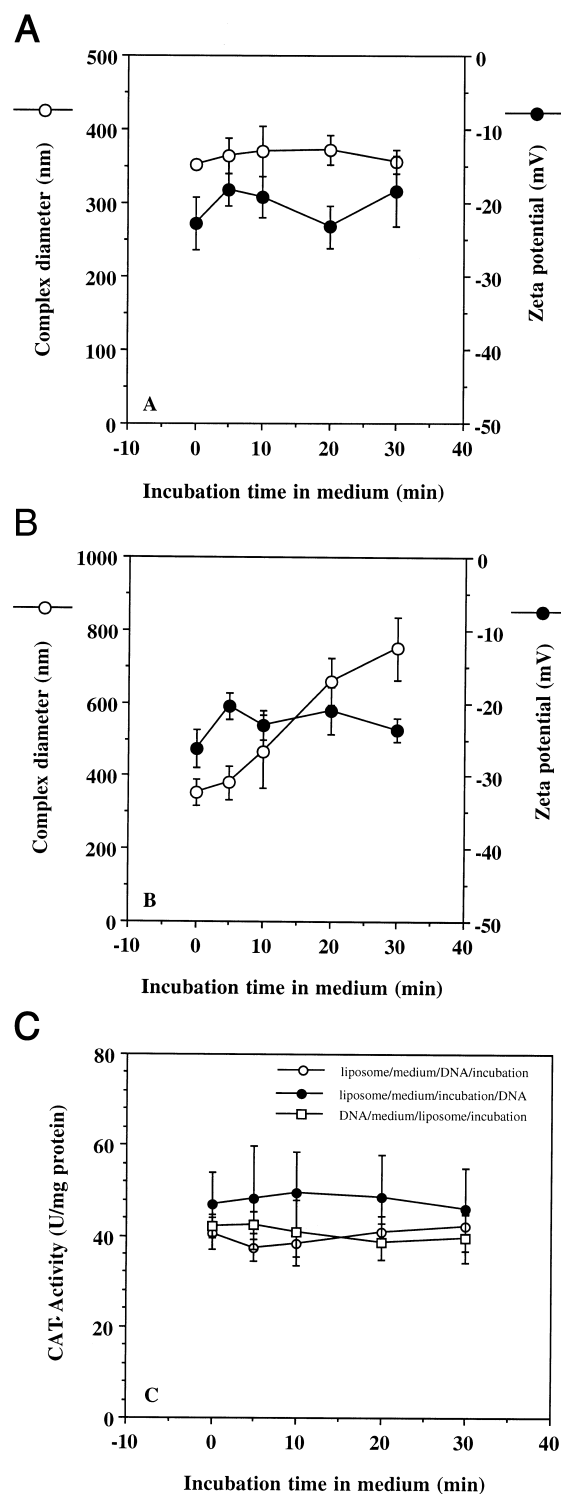 A
500
400
300
200
100
0
Complex diameter (nm)
0
-10
-20
-30
-40
-50
Zeta potential (mV)
A
-10 0 10 20 30 40
Incubation time in medium (min)
B
1000
800
600
400
200
0
Complex diameter (nm)
0
-10
-20
-30
-40
-50
Zeta potential (mV)
B
-10 0 10 20 30 40
Incubation time in medium (min)
C
80
60
40
20
0
CAT Activity (U/mg protein)
liposome/medium/DNA/incubation
liposome/medium/incubation/DNA
DNA/medium/liposome/incubation
C
-10 0 10 20 30 40
Incubation time in medium (min)